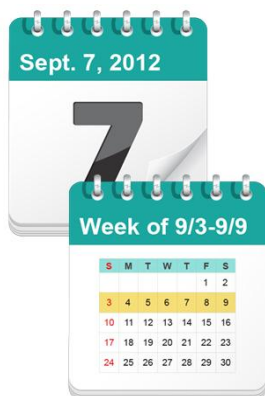 Sept. 7, 2012
7
Week of 9/3-9/9
S M T W T F S
1 2
3 4 5 6 7 8 9
10 11 12 13 14 15 16
17 18 19 20 21 22 23
24 25 26 27 28 29 30